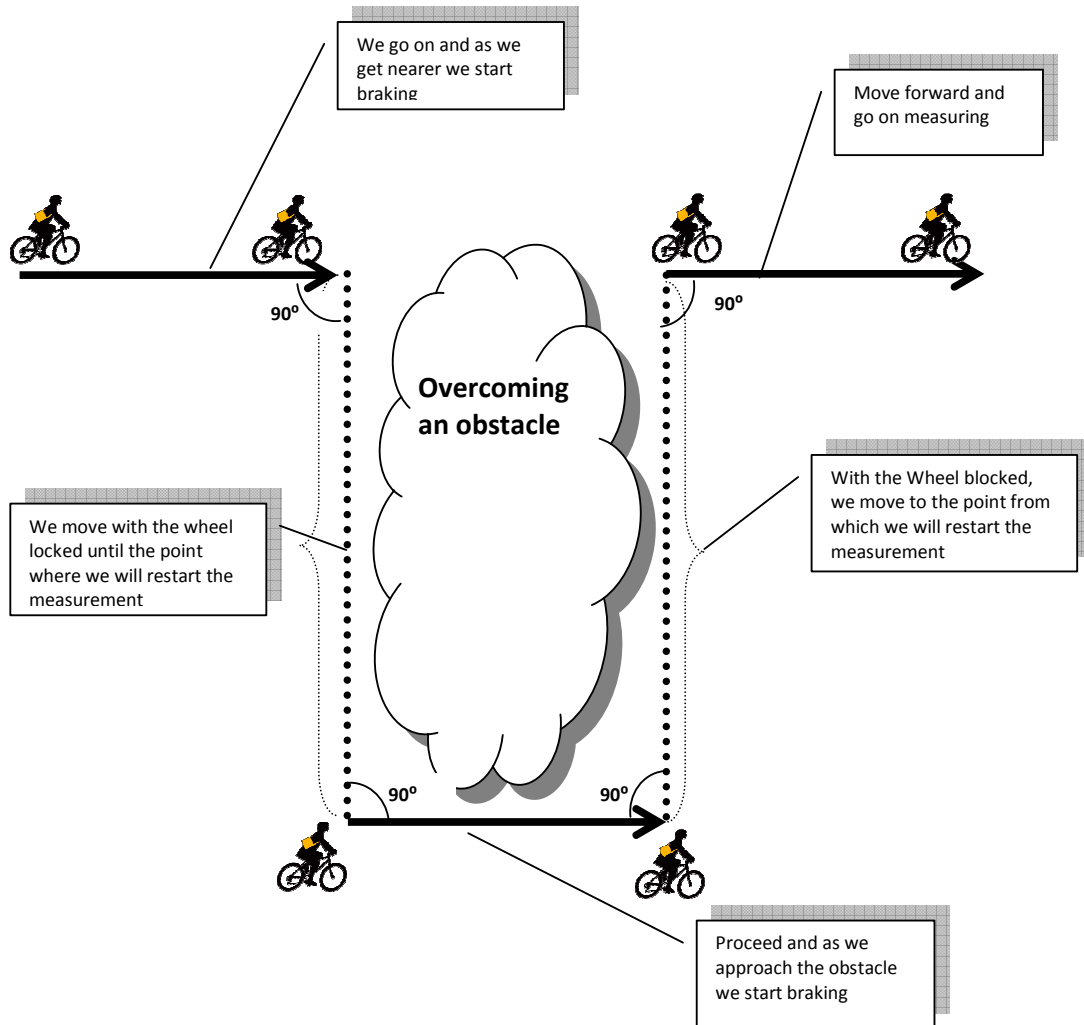 We go on and as we
get nearer we start
braking
Move forward and
go on measuring
90º
90º
Overcoming
an obstacle
We move with the wheel
locked until the point
where we will restart the
measurement
With the Wheel blocked,
we move to the point from
which we will restart the
measurement
90º
90º
Proceed and as we
approach the obstacle
we start braking